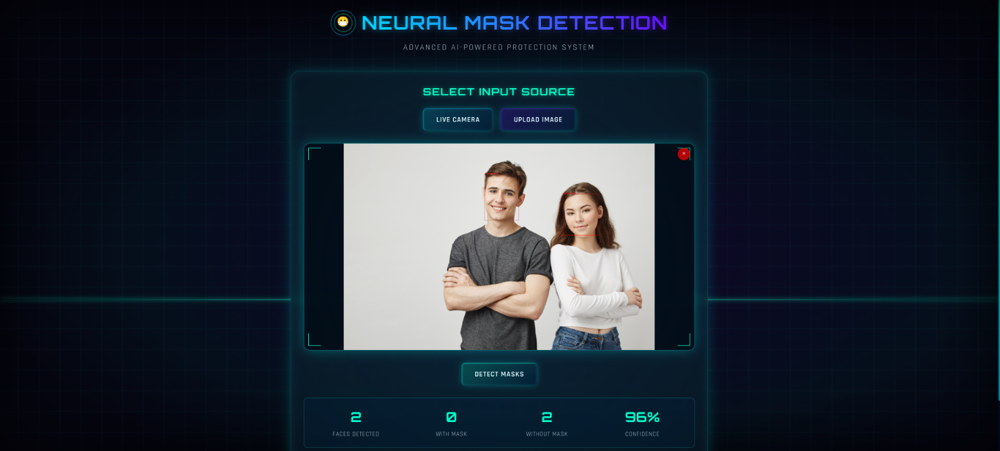 NEURAL MASK DETECTION
ADVANCED AI-POWERED PROTECTION SYSTEM
SELECT INPUT SOURCE
LIVE CAMERA UPLOAD IMAGE
×
DETECT MASKS
2 0 2 96%
FACES DETECTED WITH MASK WITHOUT MASK CONFIDENCE